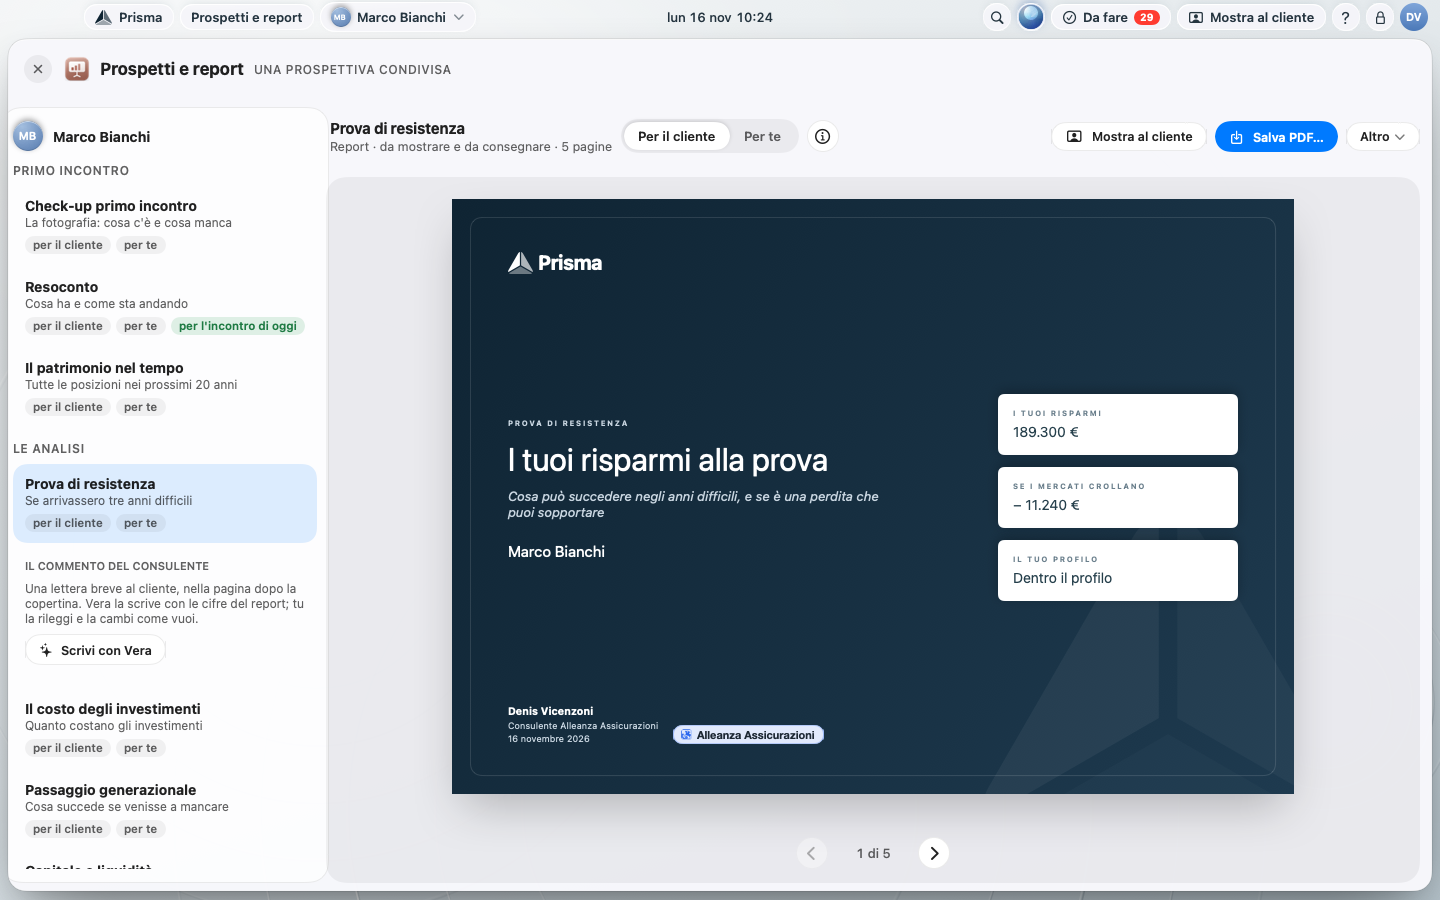 Prisma
Prospetti e report
MB Marco Bianchi
lun 16 nov 10:24
Da fare 29
Mostra al cliente
?
DV
Prospetti e report UNA PROSPETTIVA CONDIVISA
MB Marco Bianchi
PRIMO INCONTRO
Check-up primo incontro
La fotografia: cosa c'è e cosa manca
per il cliente per te
Resoconto
Cosa ha e come sta andando
per il cliente per te per l'incontro di oggi
Il patrimonio nel tempo
Tutte le posizioni nei prossimi 20 anni
per il cliente per te
LE ANALISI
Prova di resistenza
Se arrivassero tre anni difficili
per il cliente per te
IL COMMENTO DEL CONSULENTE
Una lettera breve al cliente, nella pagina dopo la
copertina. Vera la scrive con le cifre del report; tu
la rileggi e la cambi come vuoi.
Scrivi con Vera
Il costo degli investimenti
Quanto costano gli investimenti
per il cliente per te
Passaggio generazionale
Cosa succede se venisse a mancare
per il cliente per te
Capitale e liquidità
Prova di resistenza
Report · da mostrare e da consegnare · 5 pagine
Per il cliente Per te
Mostra al cliente
Salva PDF...
Altro
Prisma
PROVA DI RESISTENZA
I tuoi risparmi alla prova
Cosa può succedere negli anni difficili, e se è una perdita che
puoi sopportare
Marco Bianchi
I TUOI RISPARMI
189.300 €
SE I MERCATI CROLLANO
– 11.240 €
IL TUO PROFILO
Dentro il profilo
Denis Vicenzoni
Consulente Alleanza Assicurazioni
16 novembre 2026
Alleanza Assicurazioni
1 di 5